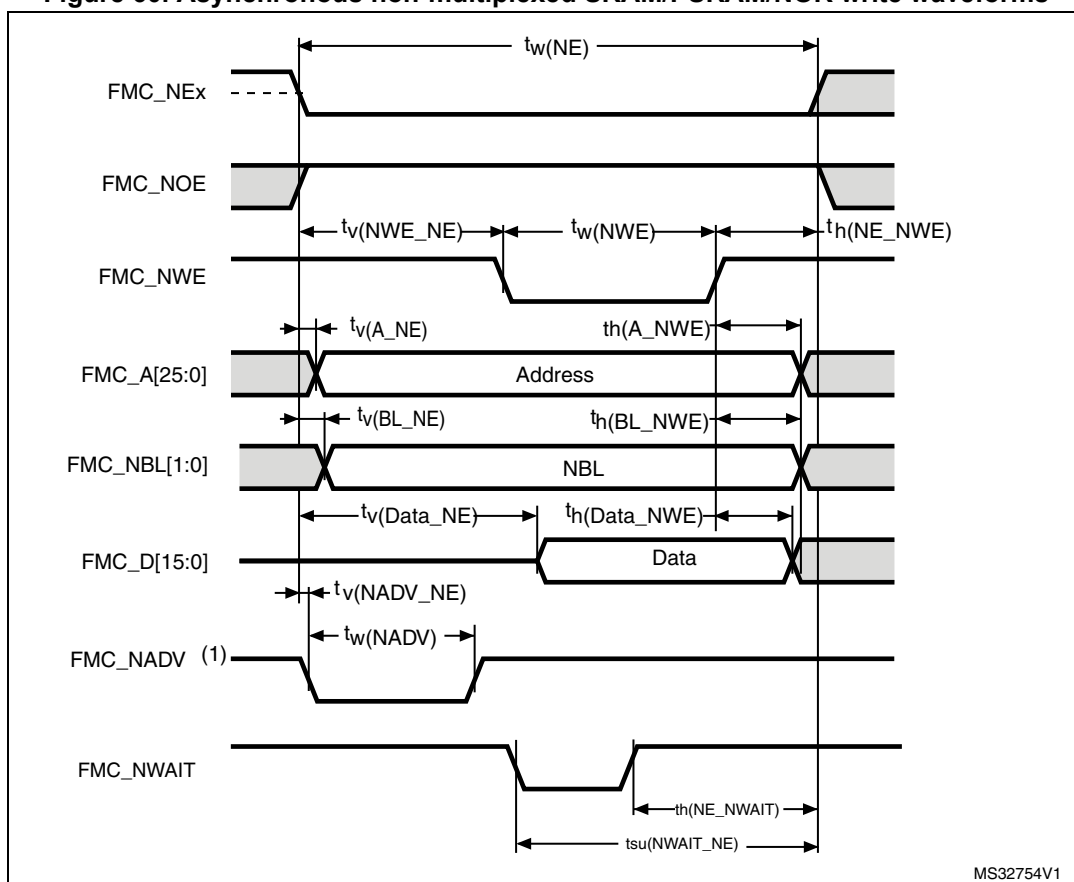 Figure Asynchronous non-multiplexed SRAM/PSRAM/NOR write waveforms
tw(NE)
FMC_NEx
FMC_NOE
tv(NWE_NE) tw(NWE) th(NE_NWE)
FMC_NWE
tv(A_NE) th(A_NWE)
FMC_A[25:0] Address
tv(BL_NE) th(BL_NWE)
FMC_NBL[1:0] NBL
tv(Data_NE) th(Data_NWE)
FMC_D[15:0] Data
tv(NADV_NE)
tw(NADV)
FMC_NADV (1)
FMC_NWAIT
th(NE_NWAIT)
tsu(NWAIT_NE)
MS32754V1